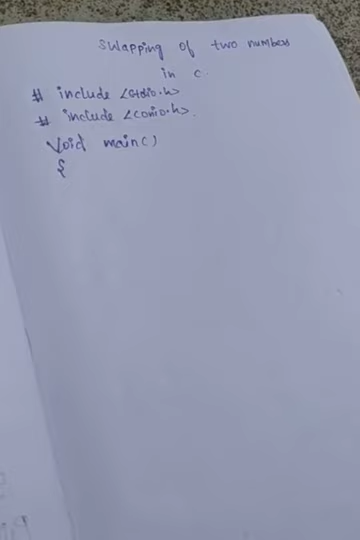 Swapping of two numbers
in c.
# include <stdio.h>
# include <conio.h>.
Void main()
{